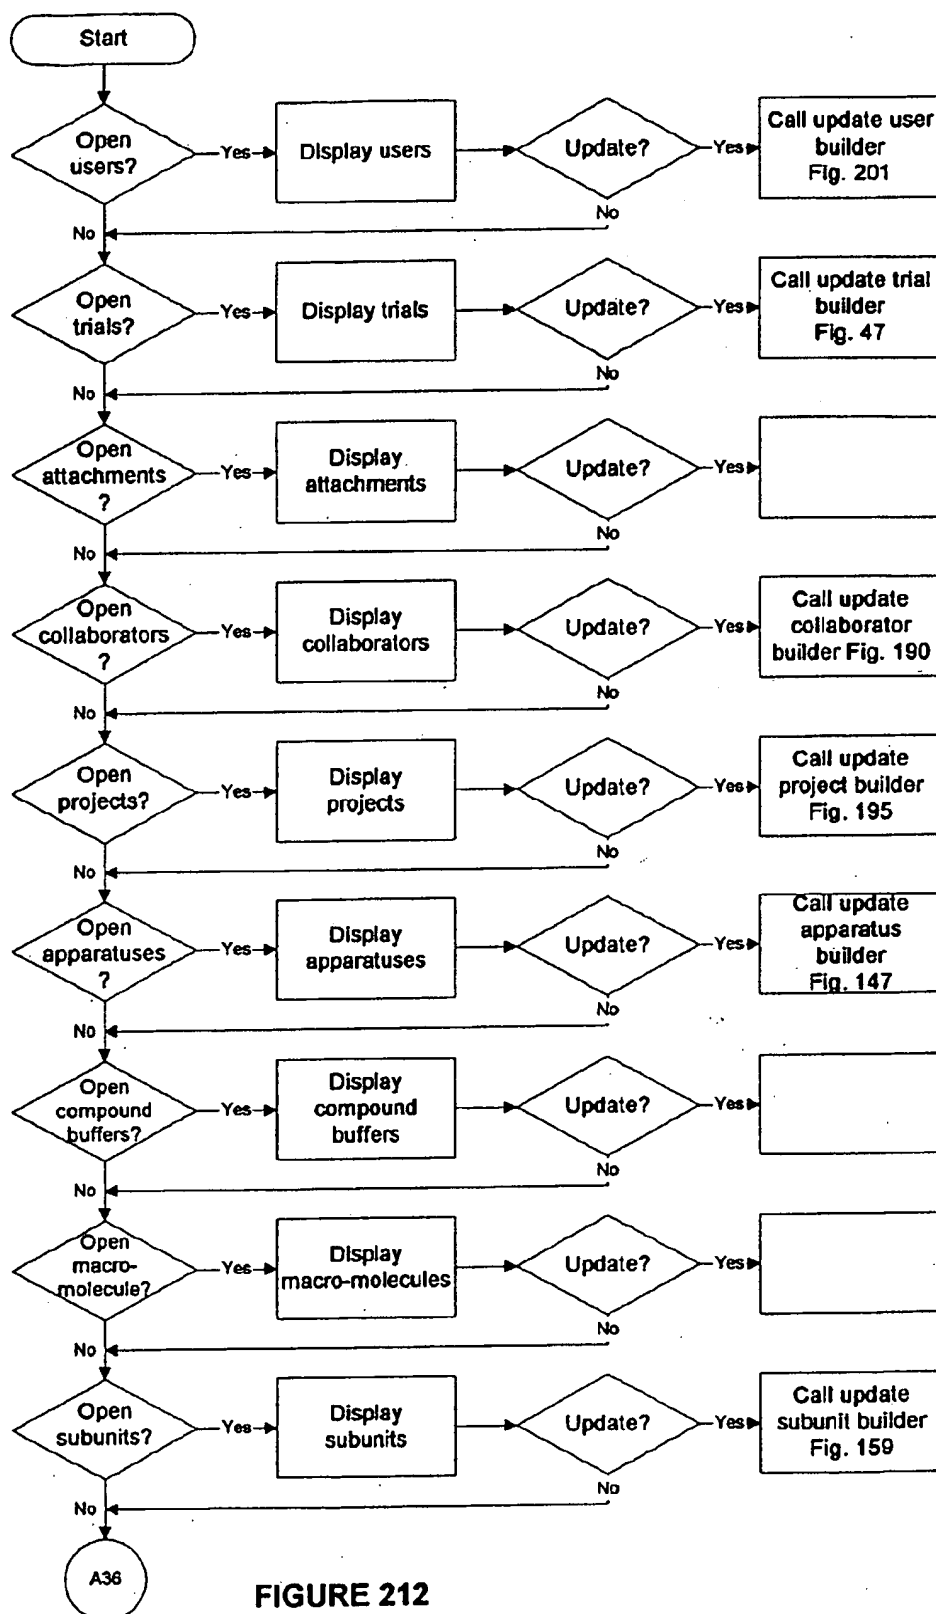 Start
Open
users?
Yes
Display users
Update?
Yes
Call update user
builder
Fig. 201
No
No
Open
trials?
Yes
Display trials
Update?
Yes
Call update trial
builder
Fig. 47
No
No
Open
attachments
?
Yes
Display
attachments
Update?
Yes
No
No
Open
collaborators
?
Yes
Display
collaborators
Update?
Yes
Call update
collaborator
builder Fig. 190
No
No
Open
projects?
Yes
Display
projects
Update?
Yes
Call update
project builder
Fig. 195
No
No
Open
apparatuses
?
Yes
Display
apparatuses
Update?
Yes
Call update
apparatus
builder
Fig. 147
No
No
Open
compound
buffers?
Yes
Display
compound
buffers
Update?
Yes
No
No
Open
macro-
molecule?
Yes
Display
macro-molecules
Update?
Yes
No
No
Open
subunits?
Yes
Display
subunits
Update?
Yes
Call update
subunit builder
Fig. 159
No
No
A36
FIGURE 212